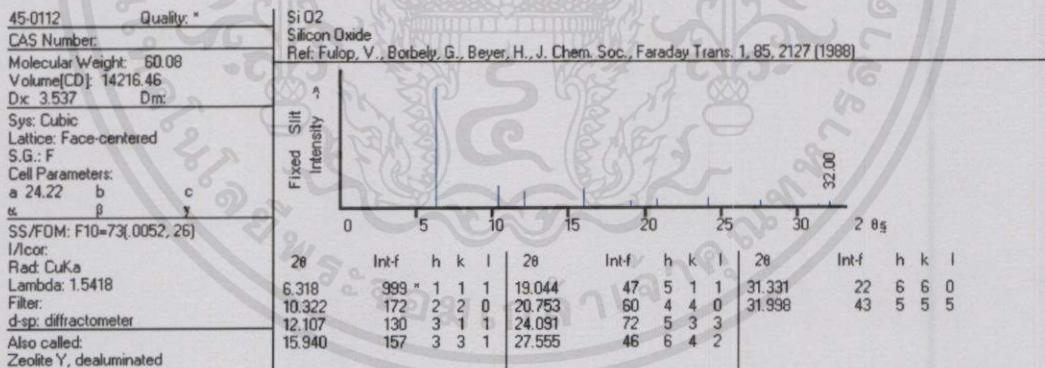 45-0112 Quality: *
CAS Number:
Molecular Weight: 60.08
Volume[CD]: 14216.46
Dx: 3.537 Dm:
Sys: Cubic
Lattice: Face-centered
S.G.: F
Cell Parameters:
a 24.22 b c
α β γ
SS/FOM: F10=73(.0052, 26)
I/Icor:
Rad: CuKa
Lambda: 1.5418
Filter:
d-sp: diffractometer
Also called:
Zeolite Y, dealuminated
Si O2
Silicon Oxide
Ref: Fulop, V., Borbely, G., Beyer, H., J. Chem. Soc., Faraday Trans. 1, 85, 2127 (1988)
Fixed Slit
Intensity ->
32.00
0 5 10 15 20 25 30 2 θ°
2θ Int-f h k l 2θ Int-f h k l 2θ Int-f h k l
6.318 999 * 1 1 1 19.044 47 5 1 1 31.331 22 6 6 0
10.322 172 2 2 0 20.753 60 4 4 0 31.998 43 5 5 5
12.107 130 3 1 1 24.091 72 5 3 3
15.940 157 3 3 1 27.555 46 6 4 2